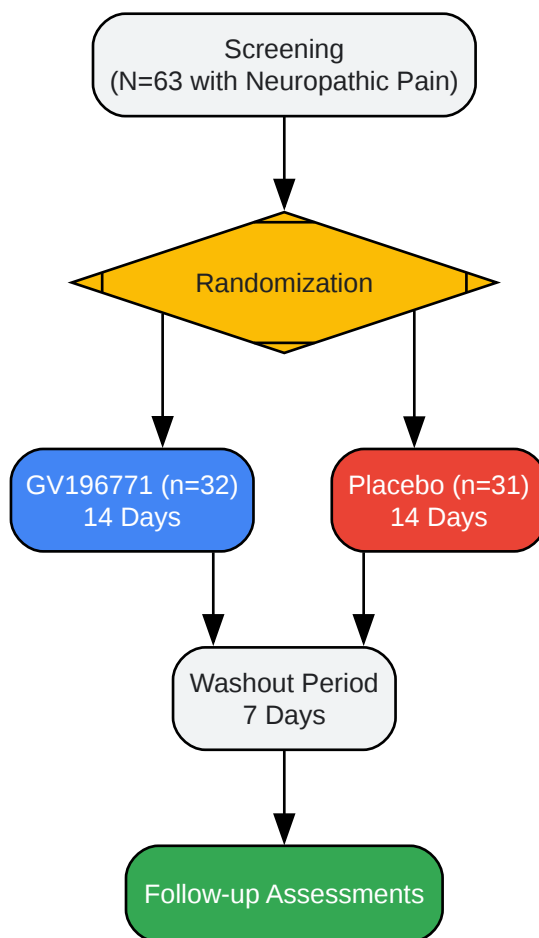 Screening
(N=63 with Neuropathic Pain)
Randomization
GV196771 (n=32)
14 Days
Placebo (n=31)
14 Days
Washout Period
7 Days
Follow-up Assessments